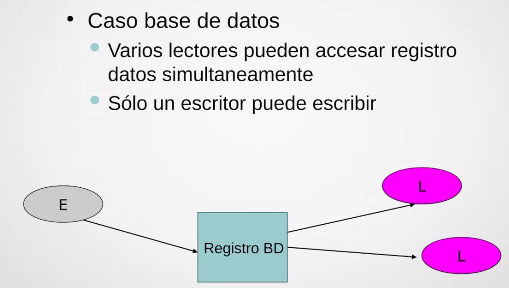 Caso base de datos
Varios lectores pueden accesar registro
datos simultaneamente
Sólo un escritor puede escribir
L
E
Registro BD
L